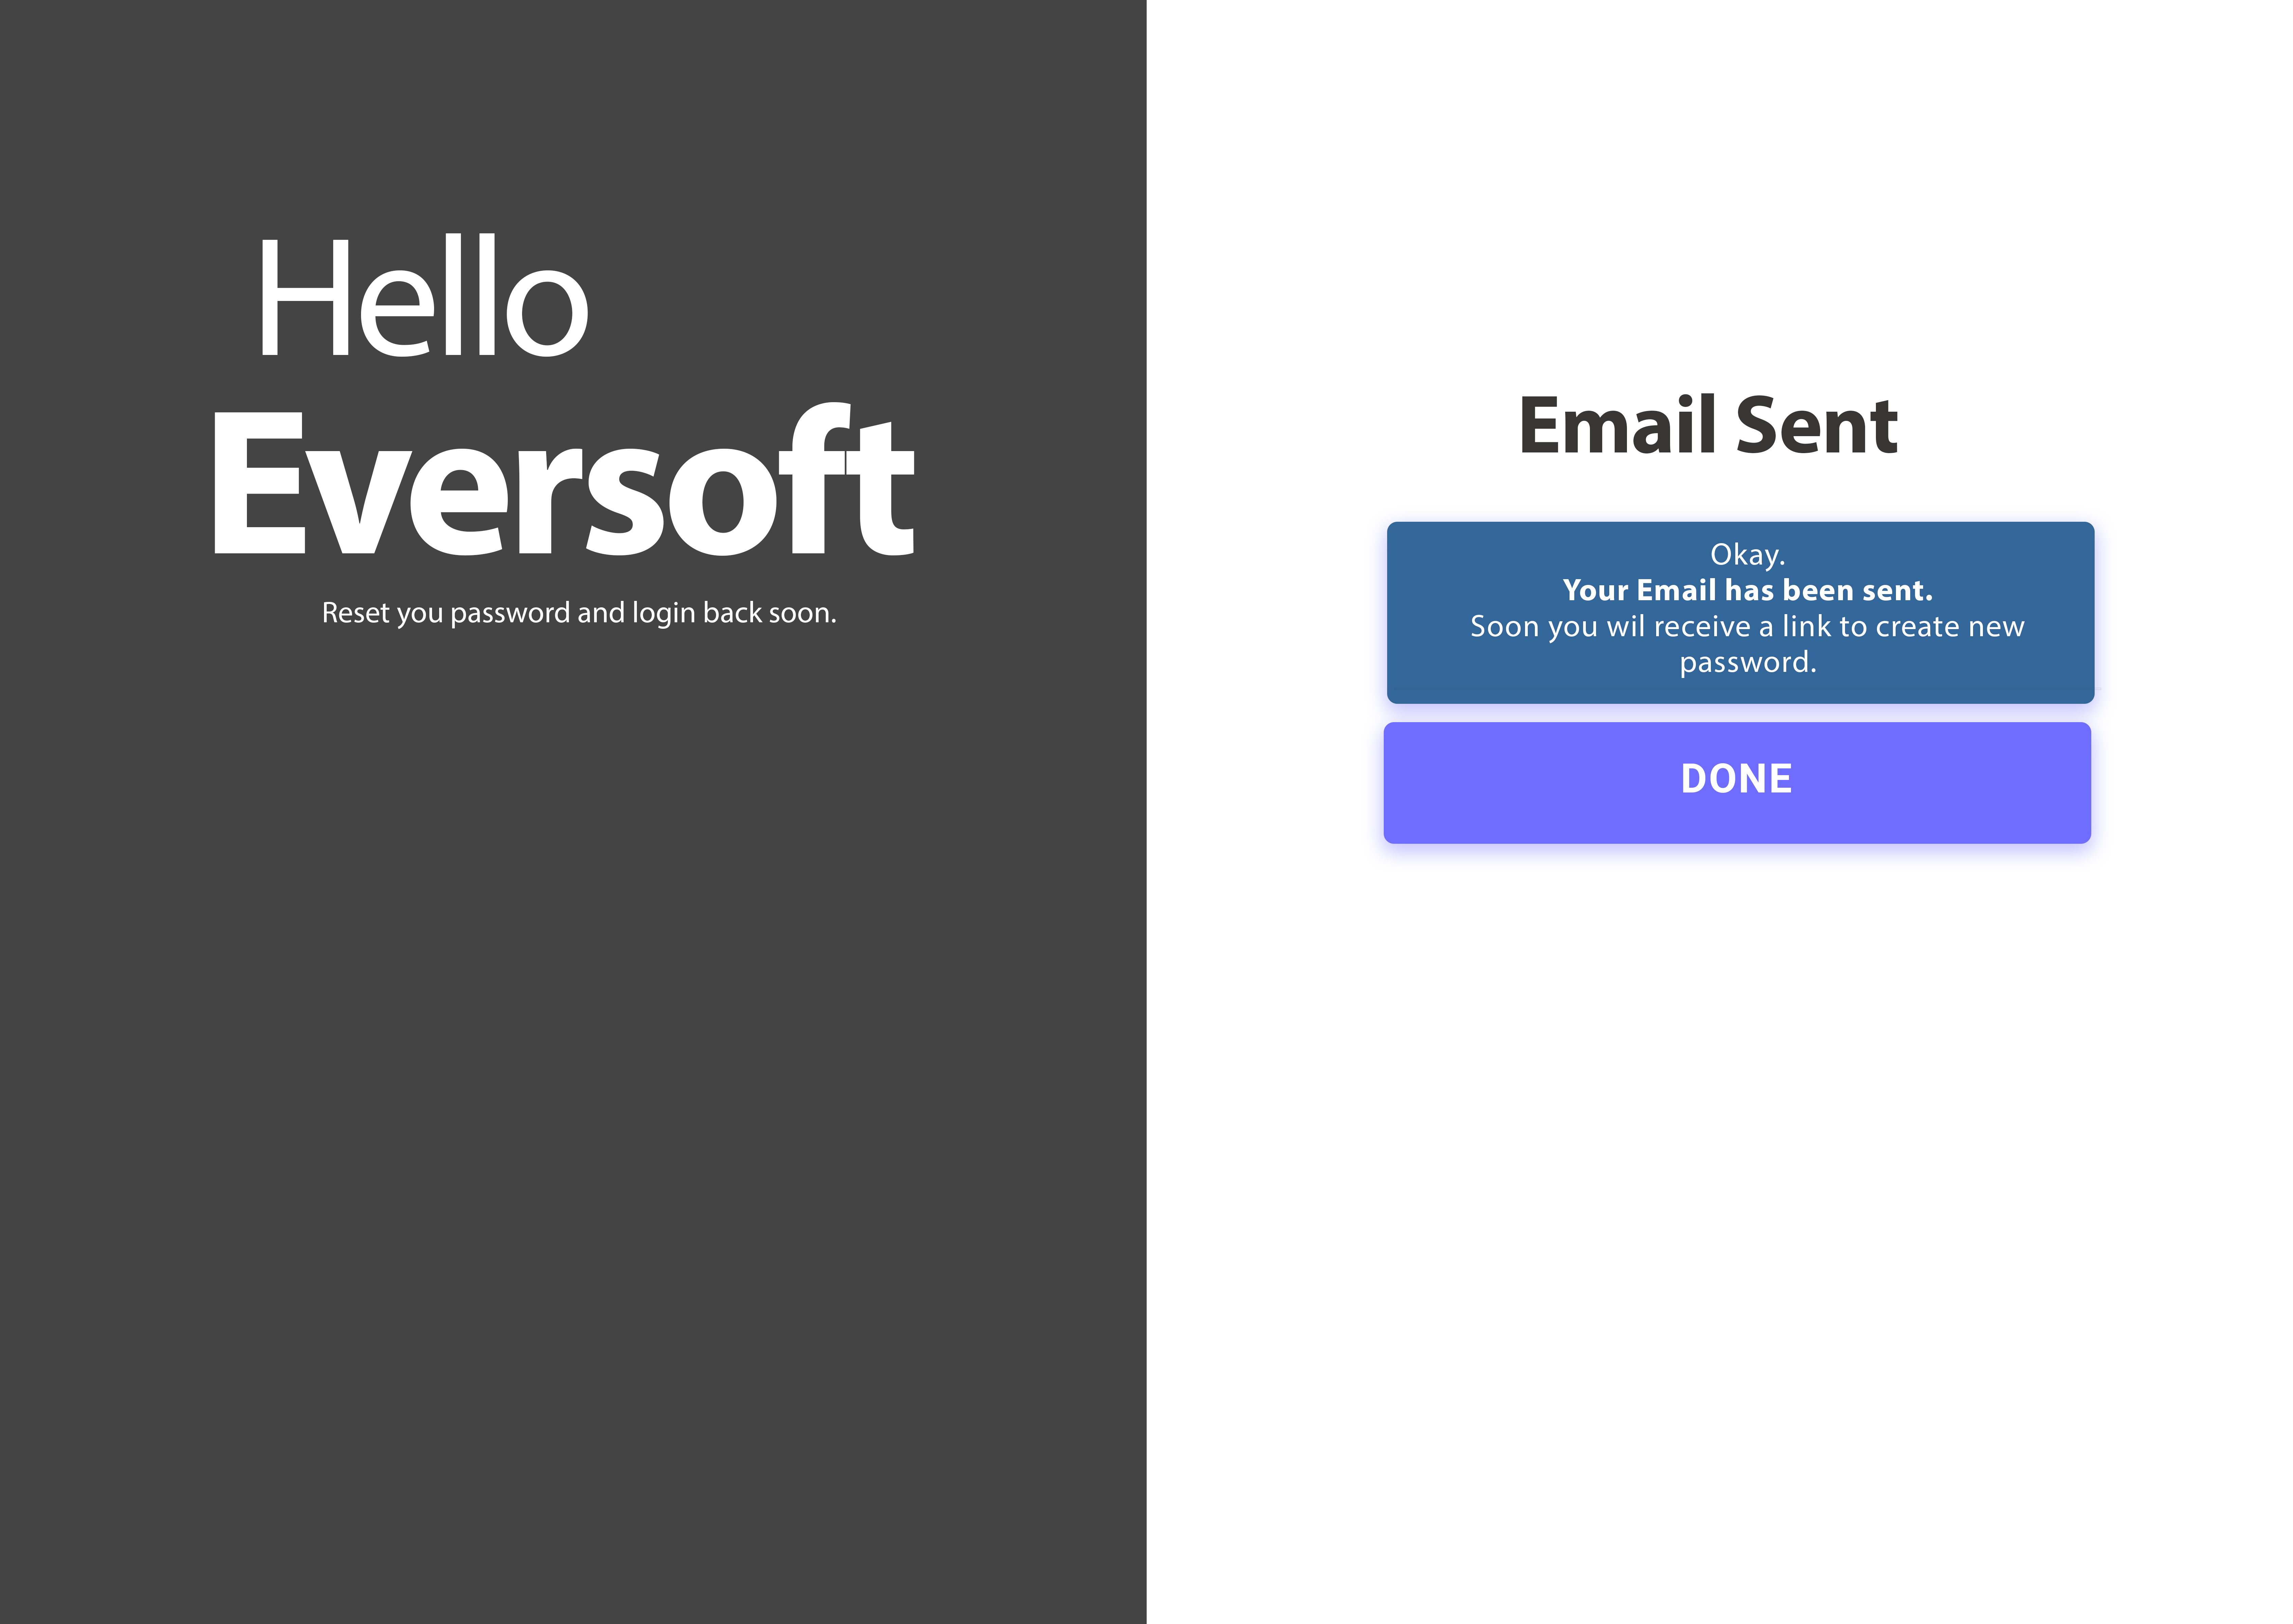 Hello
Eversoft
Reset you password and login back soon.
Email Sent
Okay.
Your Email has been sent.
Soon you wil receive a link to create new
password.
DONE